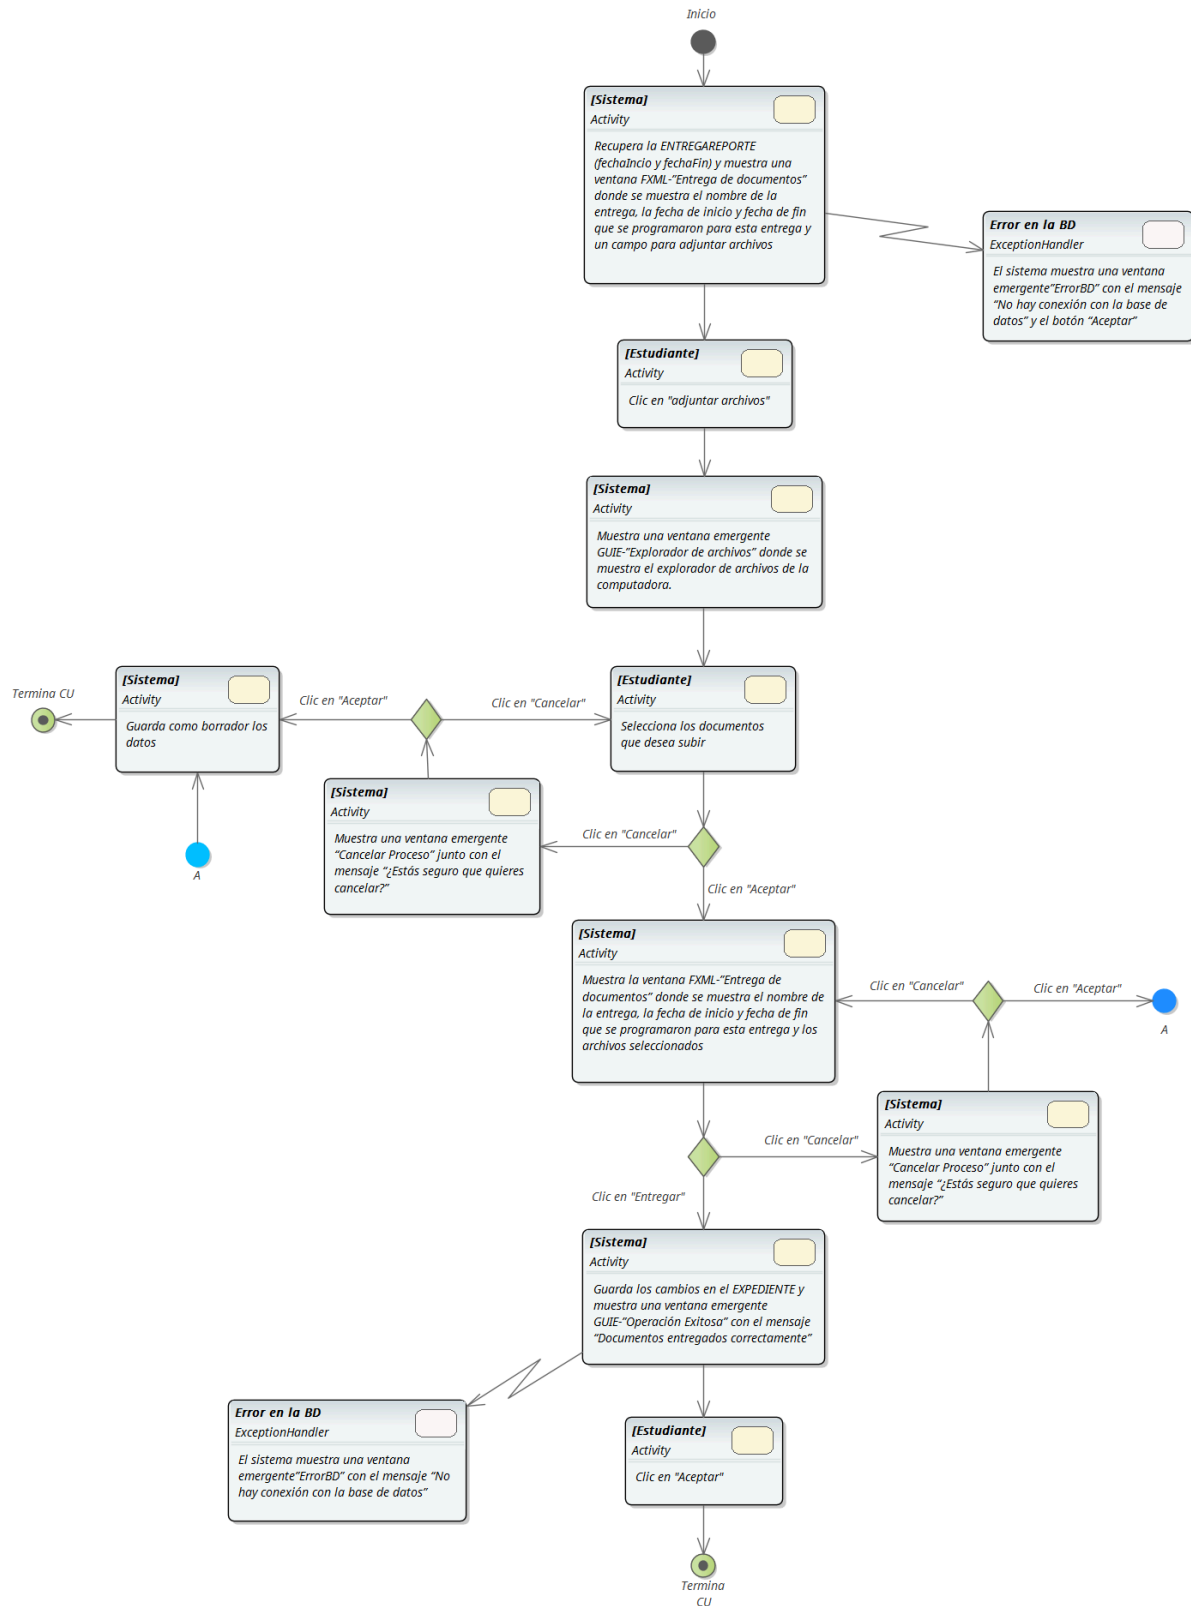 Inicio
[Sistema]
Activity
Recupera la ENTREGAREPORTE
(fechaIncio y fechaFin) y muestra una
ventana FXML-"Entrega de documentos"
donde se muestra el nombre de la
entrega, la fecha de inicio y fecha de fin
que se programaron para esta entrega y
un campo para adjuntar archivos
Error en la BD
ExceptionHandler
El sistema muestra una ventana
emergente"ErrorBD" con el mensaje
“No hay conexión con la base de
datos” y el botón “Aceptar”
[Estudiante]
Activity
Clic en "adjuntar archivos"
[Sistema]
Activity
Muestra una ventana emergente
GUIE-"Explorador de archivos” donde se
muestra el explorador de archivos de la
computadora.
Termina CU
[Sistema]
Activity
Guarda como borrador los
datos
Clic en "Aceptar"
Clic en "Cancelar"
[Estudiante]
Activity
Selecciona los documentos
que desea subir
[Sistema]
Activity
Muestra una ventana emergente
“Cancelar Proceso” junto con el
mensaje “¿Estás seguro que quieres
cancelar?”
Clic en "Cancelar"
A
Clic en "Aceptar"
[Sistema]
Activity
Muestra la ventana FXML-"Entrega de
documentos” donde se muestra el nombre de
la entrega, la fecha de inicio y fecha de fin
que se programaron para esta entrega y los
archivos seleccionados
Clic en "Cancelar"
Clic en "Aceptar"
A
[Sistema]
Activity
Muestra una ventana emergente
“Cancelar Proceso” junto con el
mensaje “¿Estás seguro que quieres
cancelar?”
Clic en "Cancelar"
Clic en "Entregar"
[Sistema]
Activity
Guarda los cambios en el EXPEDIENTE y
muestra una ventana emergente
GUIE-"Operación Exitosa” con el mensaje
“Documentos entregados correctamente”
Error en la BD
ExceptionHandler
El sistema muestra una ventana
emergente"ErrorBD” con el mensaje “No
hay conexión con la base de datos”
[Estudiante]
Activity
Clic en "Aceptar"
Termina
CU